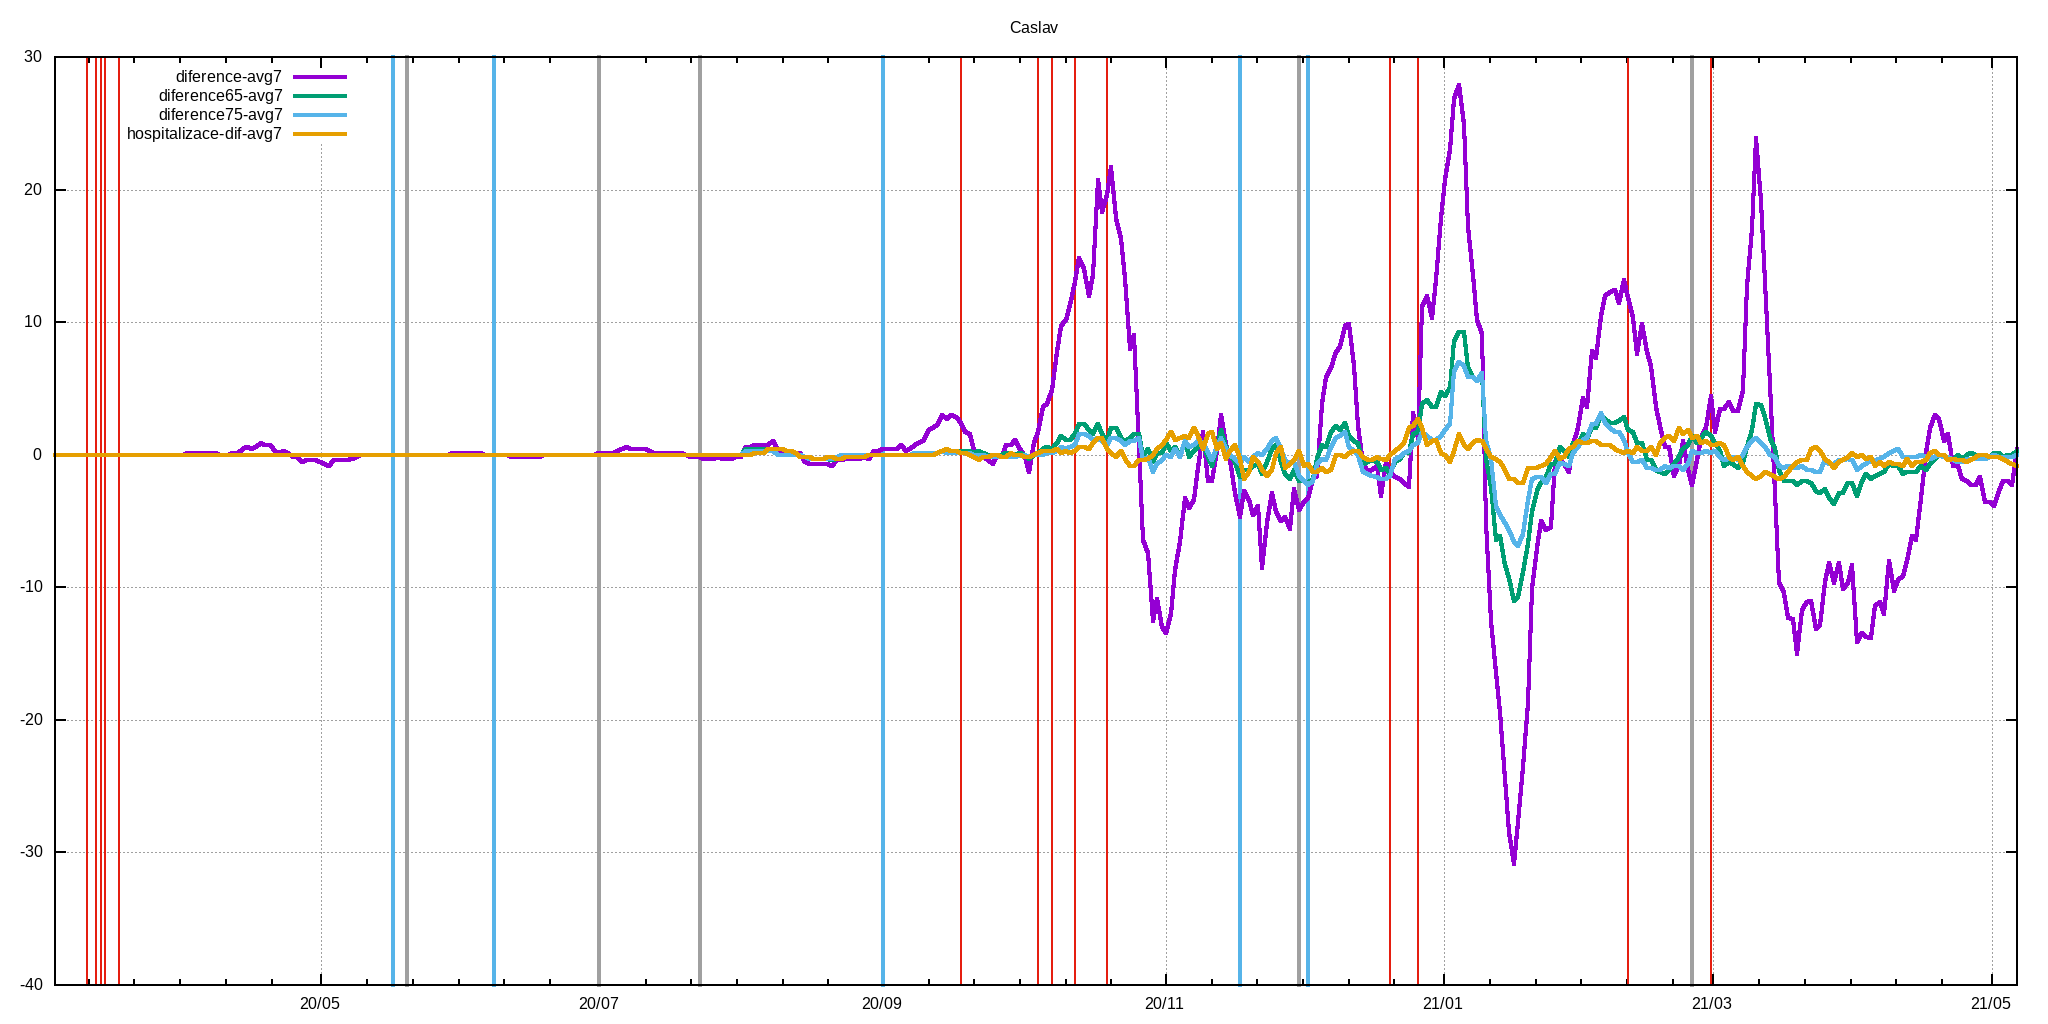 Caslav
30
diference-avg7
diference65-avg7
diference75-avg7
hospitalizace-dif-avg7
20
10
0
-10
-20
-30
-40
20/05 20/07 20/09 20/11 21/01 21/03 21/05